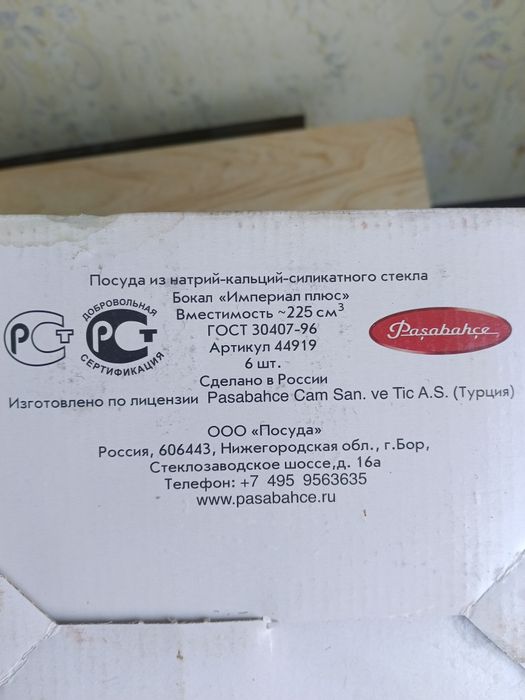 Посуда из натрий-кальций-силикатного стекла
Бокал «Империал плюс»
Вместимость ~225 см³
ГОСТ 30407-96
Артикул 44919
6 шт.
Сделано в России
Изготовлено по лицензии Pasabahce Cam San. ve Tic A.S. (Турция)
РСТ
ДОБРОВОЛЬНАЯ
РСТ
СЕРТИФИКАЦИЯ
Paşabahçe
ООО «Посуда»
Россия, 606443, Нижегородская обл., г.Бор,
Стеклозаводское шоссе,д. 16а
Телефон: +7 495 9563635
www.pasabahce.ru